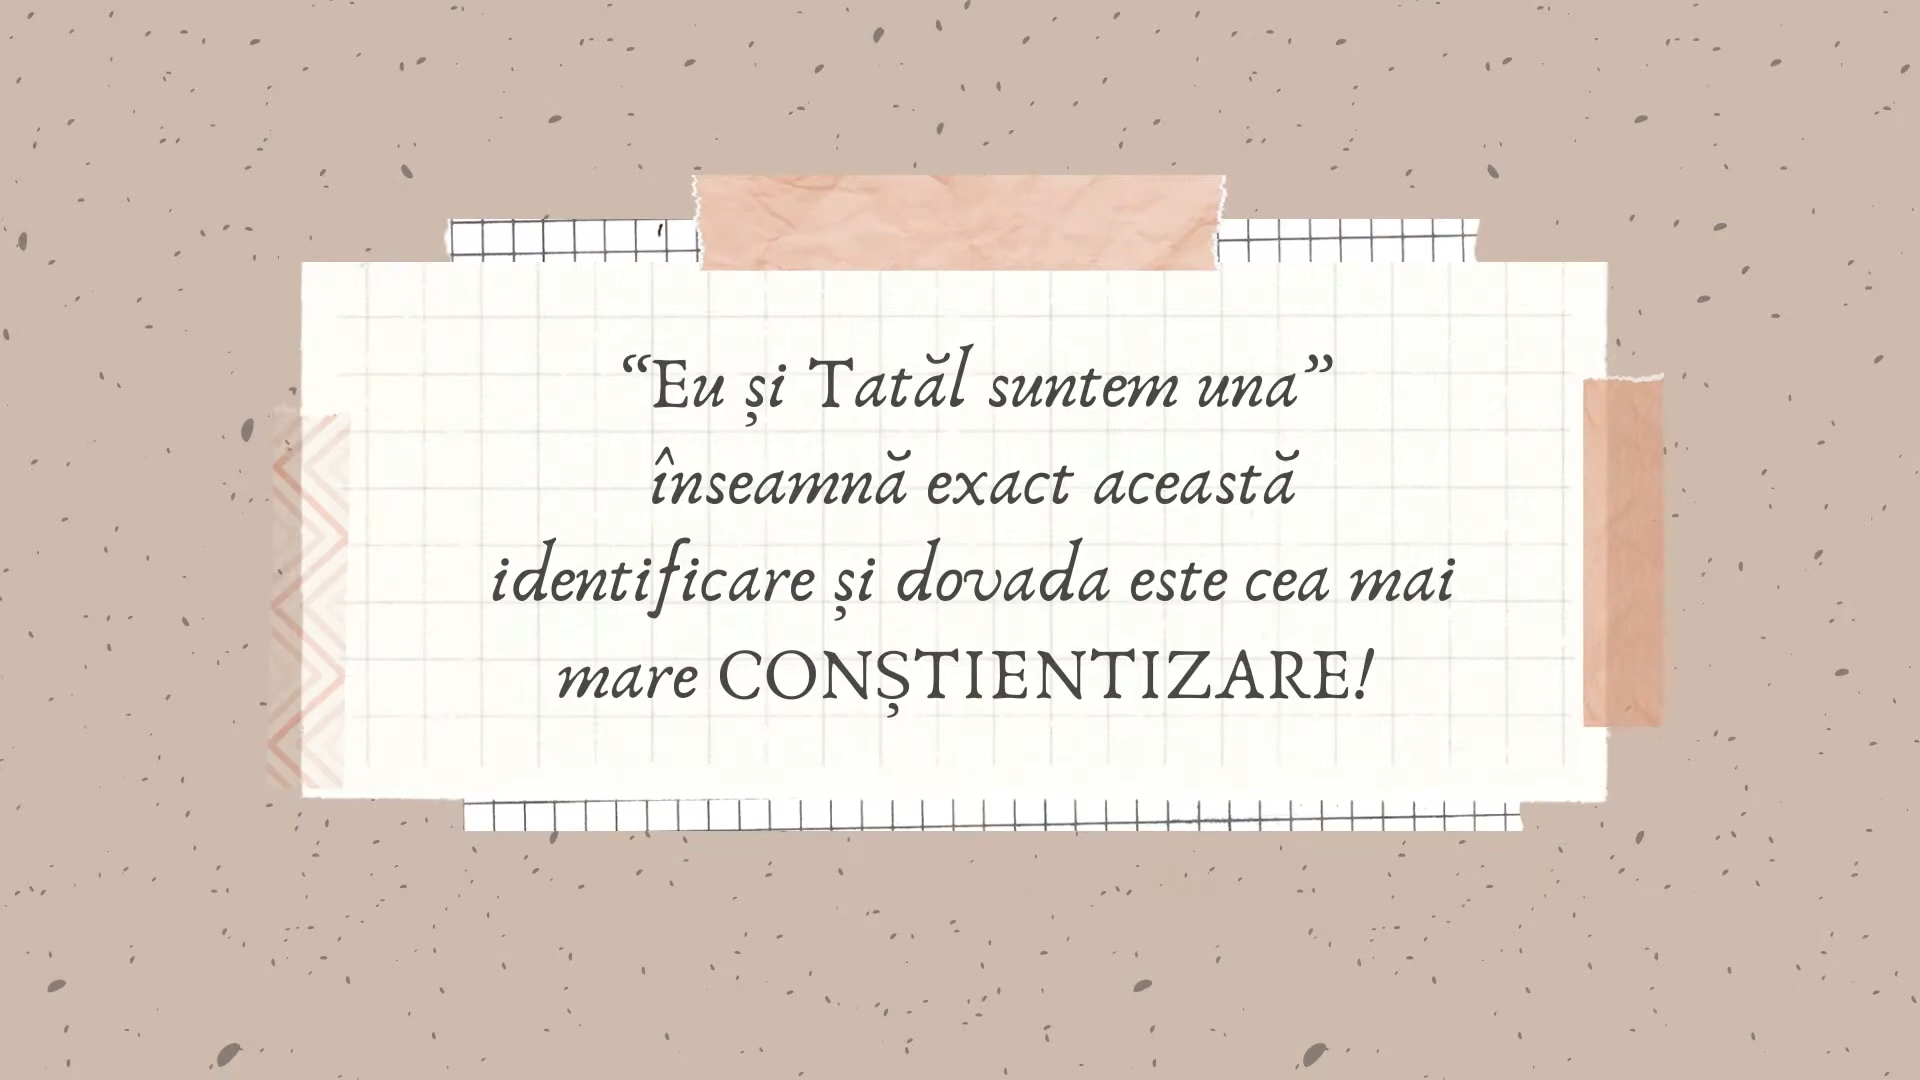 “Eu și Tatăl suntem una”
înseamnă exact această
identificare și dovada este cea mai
mare CONȘTIENTIZARE!